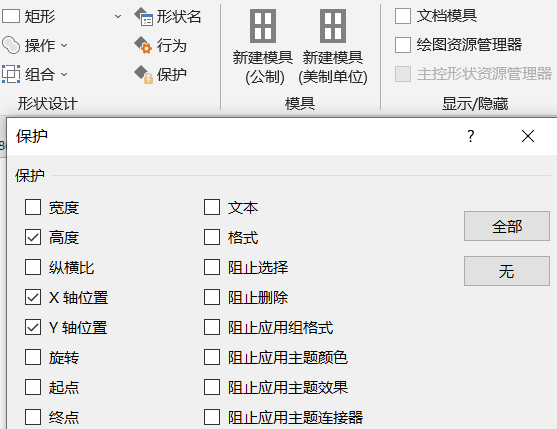 矩形
形状名
操作
行为
组合
保护
形状设计
新建模具
(公制)
新建模具
(美制单位)
模具
文档模具
绘图资源管理器
主控形状资源管理器
显示/隐藏
保护
?
保护
宽度
高度
纵横比
X 轴位置
Y 轴位置
旋转
起点
终点
文本
格式
阻止选择
阻止删除
阻止应用组格式
阻止应用主题颜色
阻止应用主题效果
阻止应用主题连接器
全部
无